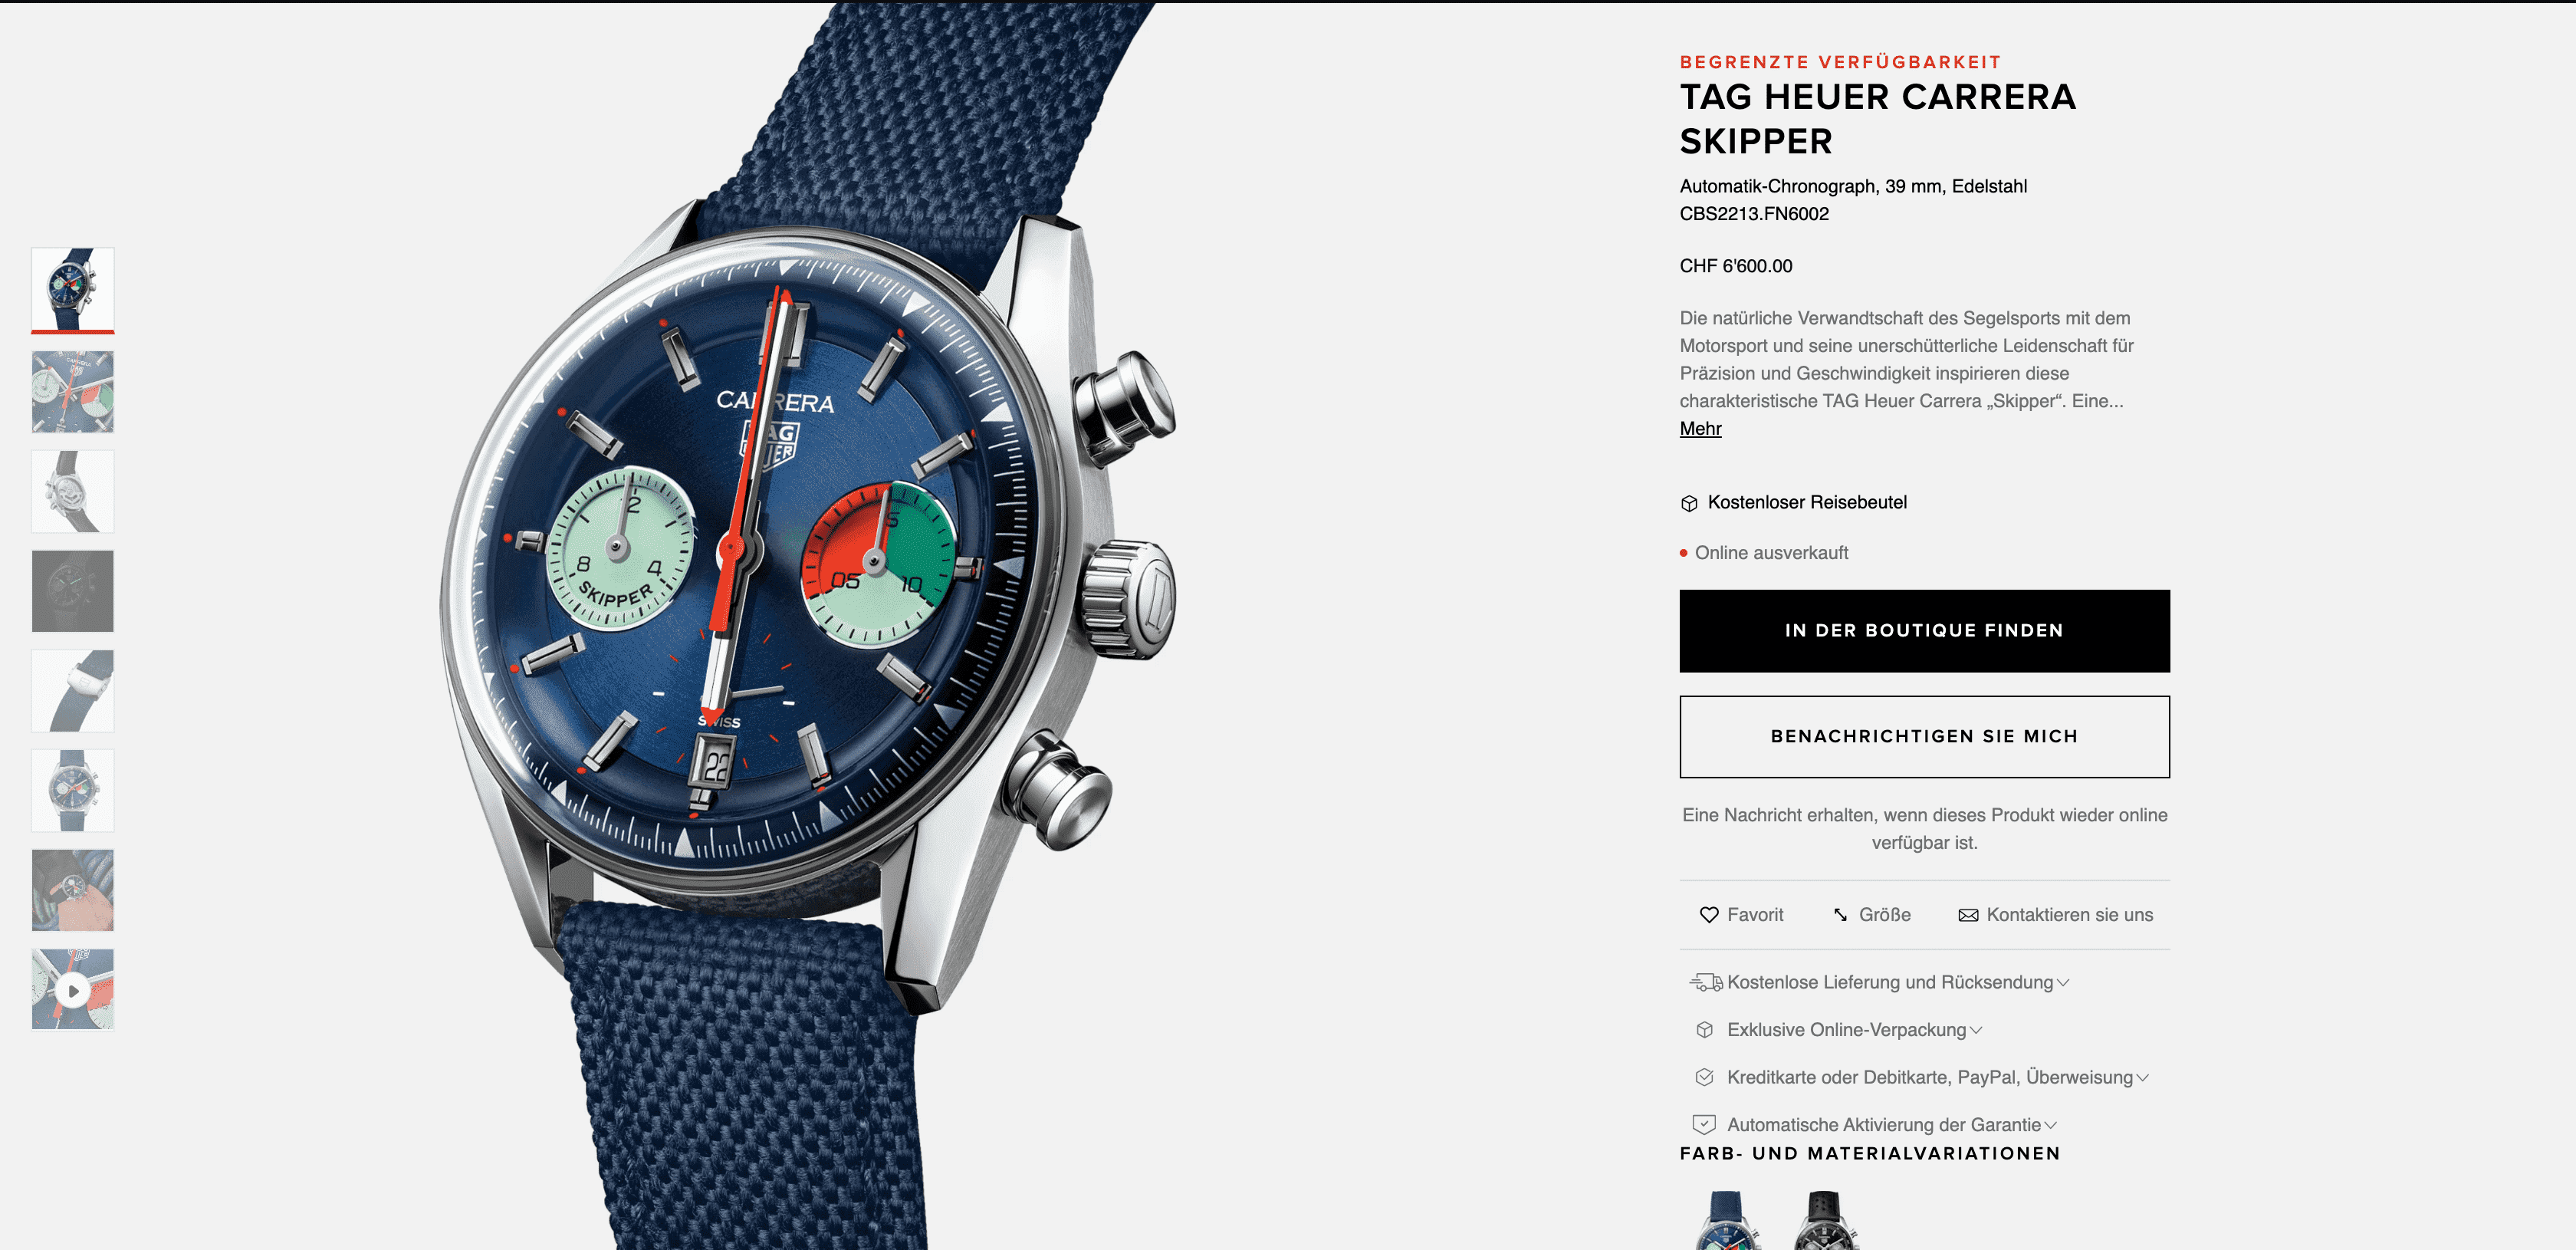 CARRERA
TAG
HEUER
12
8
4
SKIPPER
15
05
10
SWISS
22
BEGRENZTE VERFÜGBARKEIT
TAG HEUER CARRERA
SKIPPER
Automatik-Chronograph, 39 mm, Edelstahl
CBS2213.FN6002
CHF 6'600.00
Die natürliche Verwandtschaft des Segelsports mit dem
Motorsport und seine unerschütterliche Leidenschaft für
Präzision und Geschwindigkeit inspirieren diese
charakteristische TAG Heuer Carrera „Skipper“. Eine...
Mehr
Kostenloser Reisebeutel
Online ausverkauft
IN DER BOUTIQUE FINDEN
BENACHRICHTIGEN SIE MICH
Eine Nachricht erhalten, wenn dieses Produkt wieder online
verfügbar ist.
Favorit
Größe
Kontaktieren sie uns
Kostenlose Lieferung und Rücksendung
Exklusive Online-Verpackung
Kreditkarte oder Debitkarte, PayPal, Überweisung
Automatische Aktivierung der Garantie
FARB- UND MATERIALVARIATIONEN